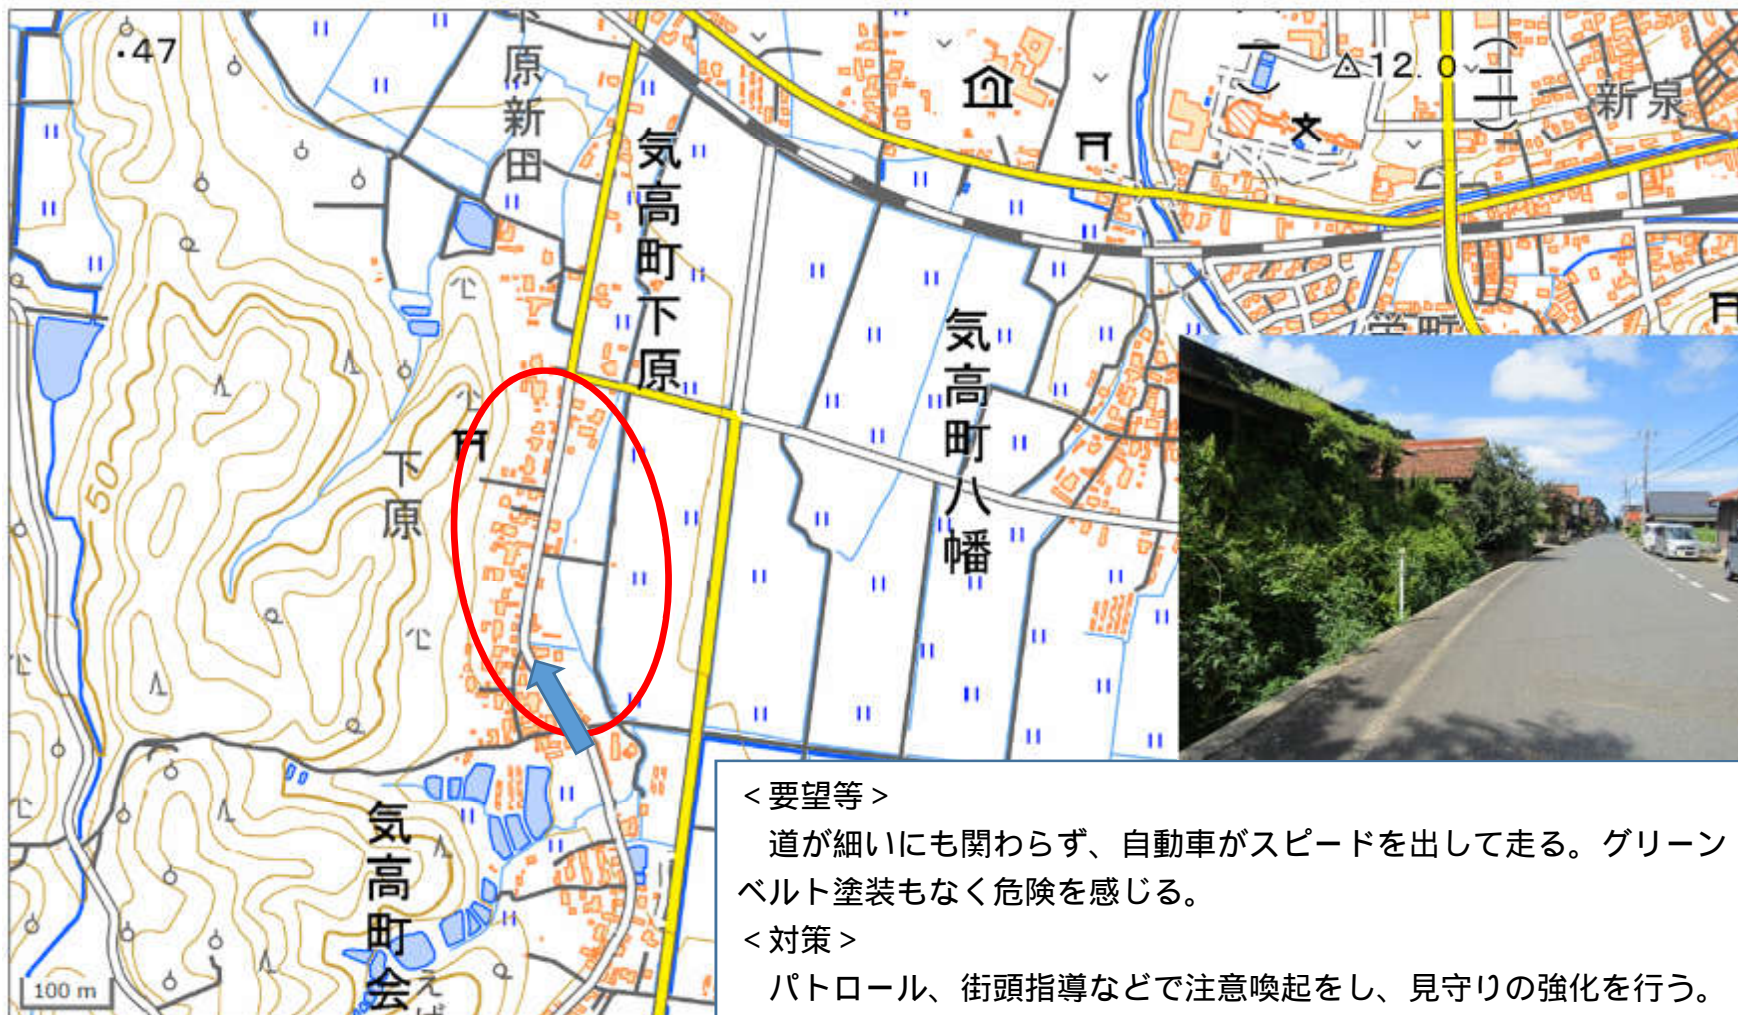 ・47
下原新田
気高町下原
12.0
新泉
栄町
気高町八幡
下原
50
気高町会
えば
100 m
＜要望等＞
　道が細いにも関わらず、自動車がスピードを出して走る。グリーン
ベルト塗装もなく危険を感じる。
＜対策＞
　パトロール、街頭指導などで注意喚起をし、見守りの強化を行う。